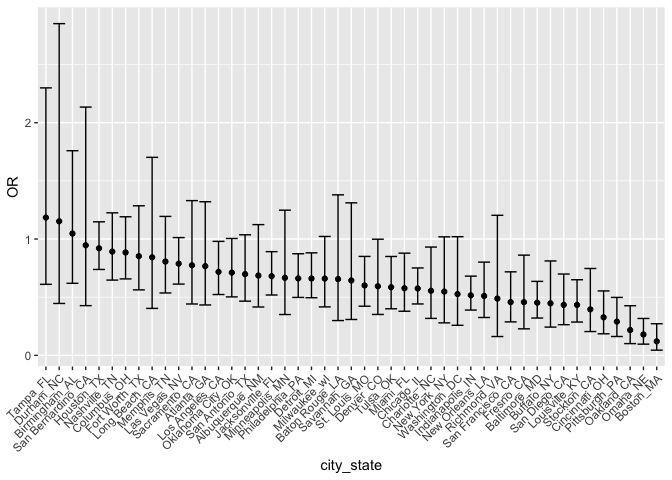 OR
2
1
0
Tampa_FL
Durham_NC
Birmingham_AL
San Bernardino_CA
Houston_TX
Nashville_TN
Columbus_OH
Fort Worth_TX
Long Beach_CA
Memphis_TN
Las Vegas_NV
Sacramento_CA
Atlanta_GA
Los Angeles_CA
Oklahoma City_OK
San Antonio_TX
Albuquerque_NM
Jacksonville_FL
Minneapolis_MN
Philadelphia_PA
Detroit_MI
Milwaukee_wI
Baton Rouge_LA
Savannah_GA
St. Louis_MO
Denver_CO
Tulsa_OK
Miami_FL
Chicago_IL
Charlotte_NC
New York_NY
Washington_DC
Indianapolis_IN
New Orleans_LA
Richmond_VA
San Francisco_CA
Fresno_CA
Baltimore_MD
Buffalo_NY
San Diego_CA
Louisville_KY
Stockton_CA
Cincinnati_OH
Pittsburgh_PA
Oakland_CA
Omaha_NE
Boston_MA
city_state